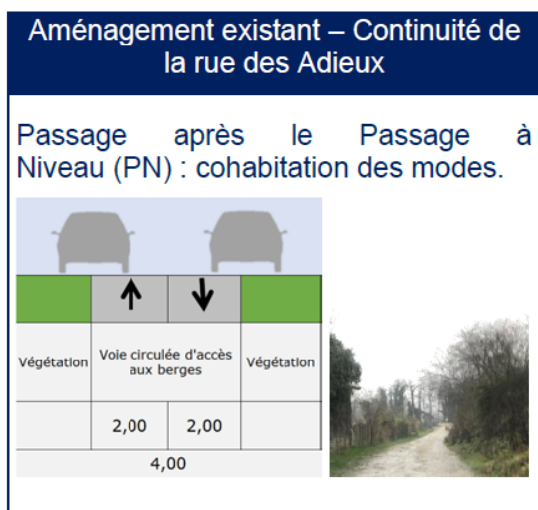 Aménagement existant – Continuité de
la rue des Adieux
Passage après le Passage à
Niveau (PN) : cohabitation des modes.
Végétation
Voie circulée d'accès
aux berges
Végétation
2,00
2,00
4,00